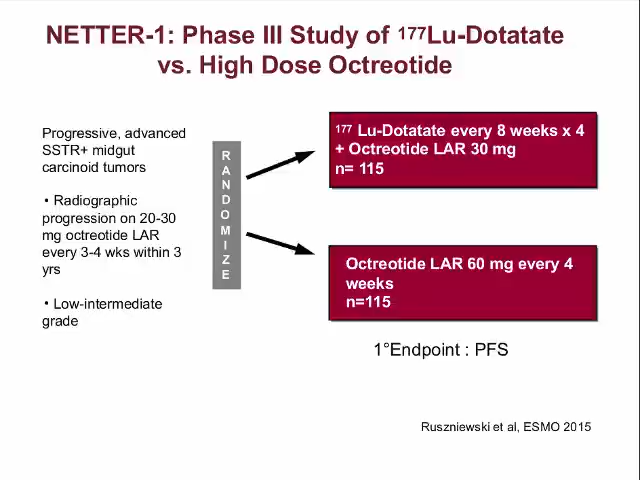 NETTER-1: Phase III Study of ¹⁷⁷Lu-Dotatate
vs. High Dose Octreotide
Progressive, advanced
SSTR+ midgut
carcinoid tumors
• Radiographic
progression on 20-30
mg octreotide LAR
every 3-4 wks within 3
yrs
• Low-intermediate
grade
RANDOMIZE
¹⁷⁷ Lu-Dotatate every 8 weeks x 4
+ Octreotide LAR 30 mg
n= 115
Octreotide LAR 60 mg every 4
weeks
n=115
1°Endpoint : PFS
Ruszniewski et al, ESMO 2015